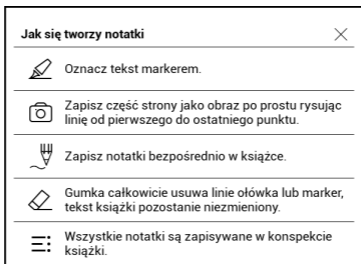 Jak się tworzy notatki
Oznacz tekst markerem.
Zapisz część strony jako obraz po prostu rysując
linię od pierwszego do ostatniego punktu.
Zapisz notatki bezpośrednio w książce.
Gumka całkowicie usuwa linie ołówka lub marker,
tekst książki pozostanie niezmieniony.
Wszystkie notatki są zapisywane w konspekcie
książki.